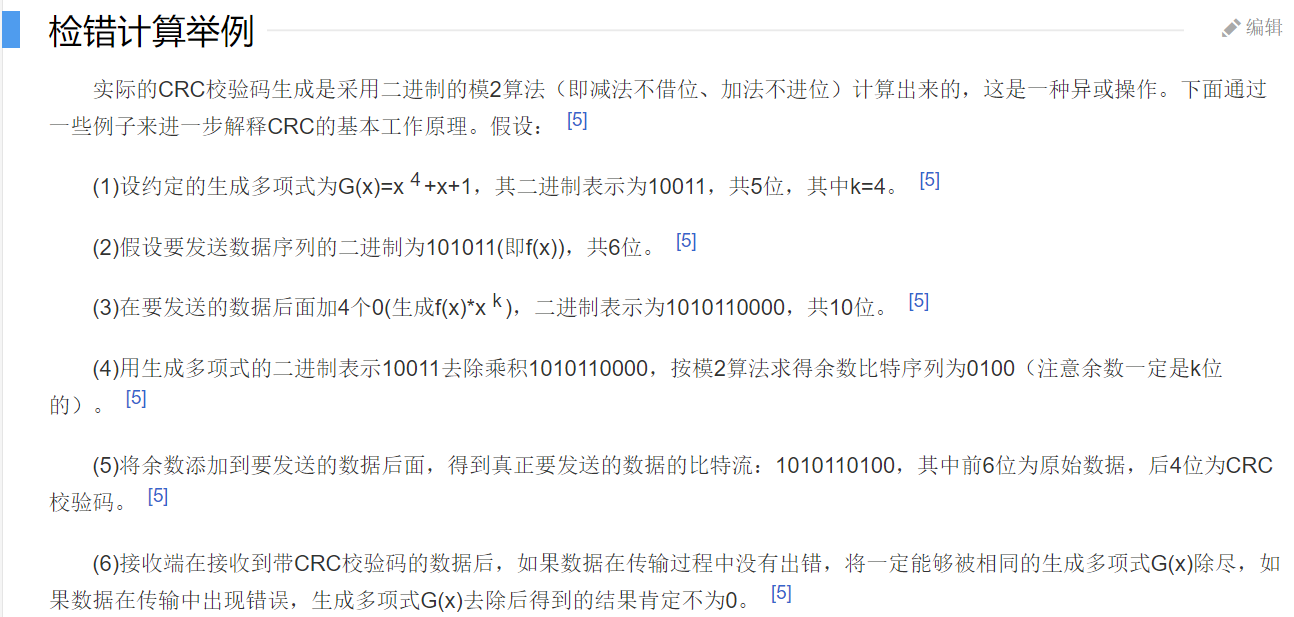 检错计算举例
编辑
实际的CRC校验码生成是采用二进制的模2算法（即减法不借位、加法不进位）计算出来的，这是一种异或操作。下面通过
一些例子来进一步解释CRC的基本工作原理。假设： [5]
(1)设约定的生成多项式为G(x)=x 4 +x+1，其二进制表示为10011，共5位，其中k=4。 [5]
(2)假设要发送数据序列的二进制为101011(即f(x))，共6位。 [5]
(3)在要发送的数据后面加4个0(生成f(x)*x k )，二进制表示为1010110000，共10位。 [5]
(4)用生成多项式的二进制表示10011去除乘积1010110000，按模2算法求得余数比特序列为0100（注意余数一定是k位
的）。 [5]
(5)将余数添加到要发送的数据后面，得到真正要发送的数据的比特流：1010110100，其中前6位为原始数据，后4位为CRC
校验码。 [5]
(6)接收端在接收到带CRC校验码的数据后，如果数据在传输过程中没有出错，将一定能够被相同的生成多项式G(x)除尽，如
果数据在传输中出现错误，生成多项式G(x)去除后得到的结果肯定不为0。 [5]